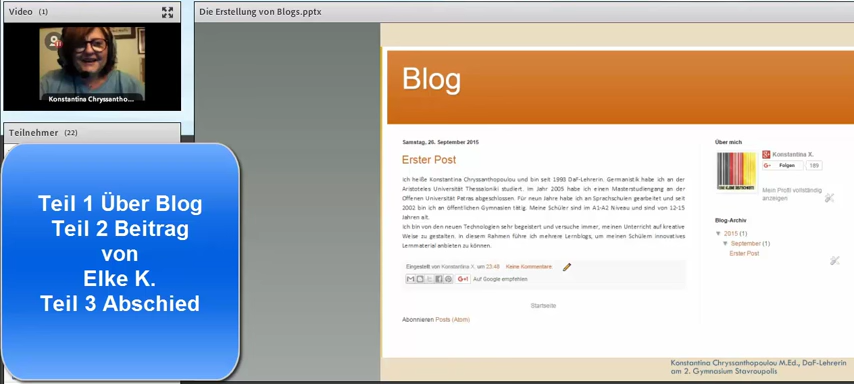 Video (1)
Die Erstellung von Blogs.pptx
Konstantina Chryssantho...
Teilnehmer (22)
Teil 1 Über Blog
Teil 2 Beitrag
von
Elke K.
Teil 3 Abschied
Blog
Samstag, 26. September 2015
Erster Post
Ich heiße Konstantina Chryssanthopoulou und bin seit 1993 DaF-Lehrerin. Germanistik habe ich an der
Aristoteles Universität Thessaloniki studiert. Im Jahr 2005 habe ich einen Masterstudiengang an der
Offenen Universität Patras abgeschlossen. Für neun Jahre habe ich an Sprachschulen gearbeitet und seit
2002 bin ich an öffentlichen Gymnasien tätig. Meine Schüler sind im A1-A2 Niveau und sind von 12-15
Jahren alt.
Ich bin von den neuen Technologien sehr begeistert und versuche immer, meinen Unterricht auf kreative
Weise zu gestalten. In diesem Rahmen führe ich mehrere Lernblogs, um meinen Schülern innovatives
Lernmaterial anbieten zu können.
Eingestellt von Konstantina X. um 23:48 Keine Kommentare:
Auf Google empfehlen
Startseite
Abonnieren Posts (Atom)
Über mich
Konstantina X.
Folgen 189
Mein Profil vollständig
anzeigen
Blog-Archiv
▼ 2015 (1)
▼ September (1)
Erster Post
Konstantina Chryssanthopoulou M.Ed., DaF-Lehrerin
am 2. Gymnasium Stavroupolis